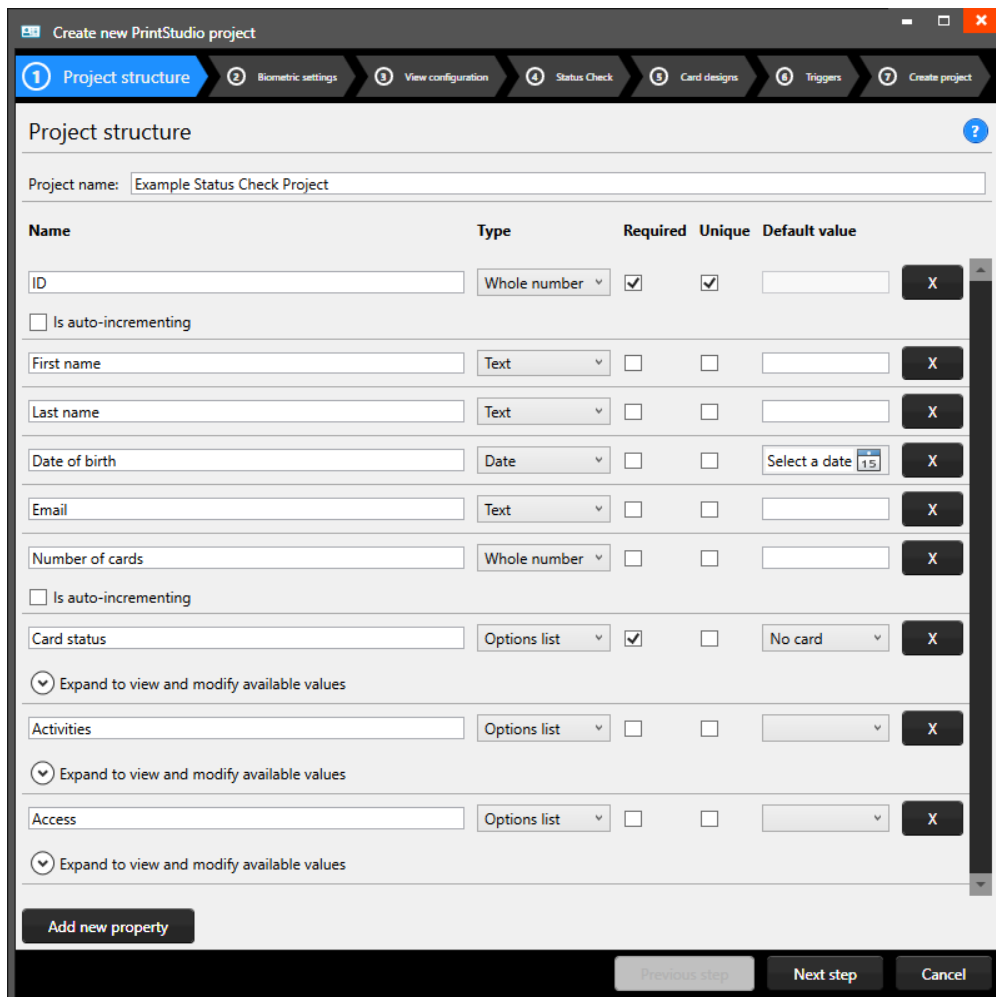 Create new PrintStudio project
1 Project structure 2 Biometric settings 3 View configuration 4 Status Check 5 Card designs 6 Triggers 7 Create project
Project structure ?
Project name: Example Status Check Project
Name Type Required Unique Default value
ID Whole number X
Is auto-incrementing
First name Text X
Last name Text X
Date of birth Date Select a date 15 X
Email Text X
Number of cards Whole number X
Is auto-incrementing
Card status Options list No card X
Expand to view and modify available values
Activities Options list X
Expand to view and modify available values
Access Options list X
Expand to view and modify available values
Add new property
Previous step Next step Cancel